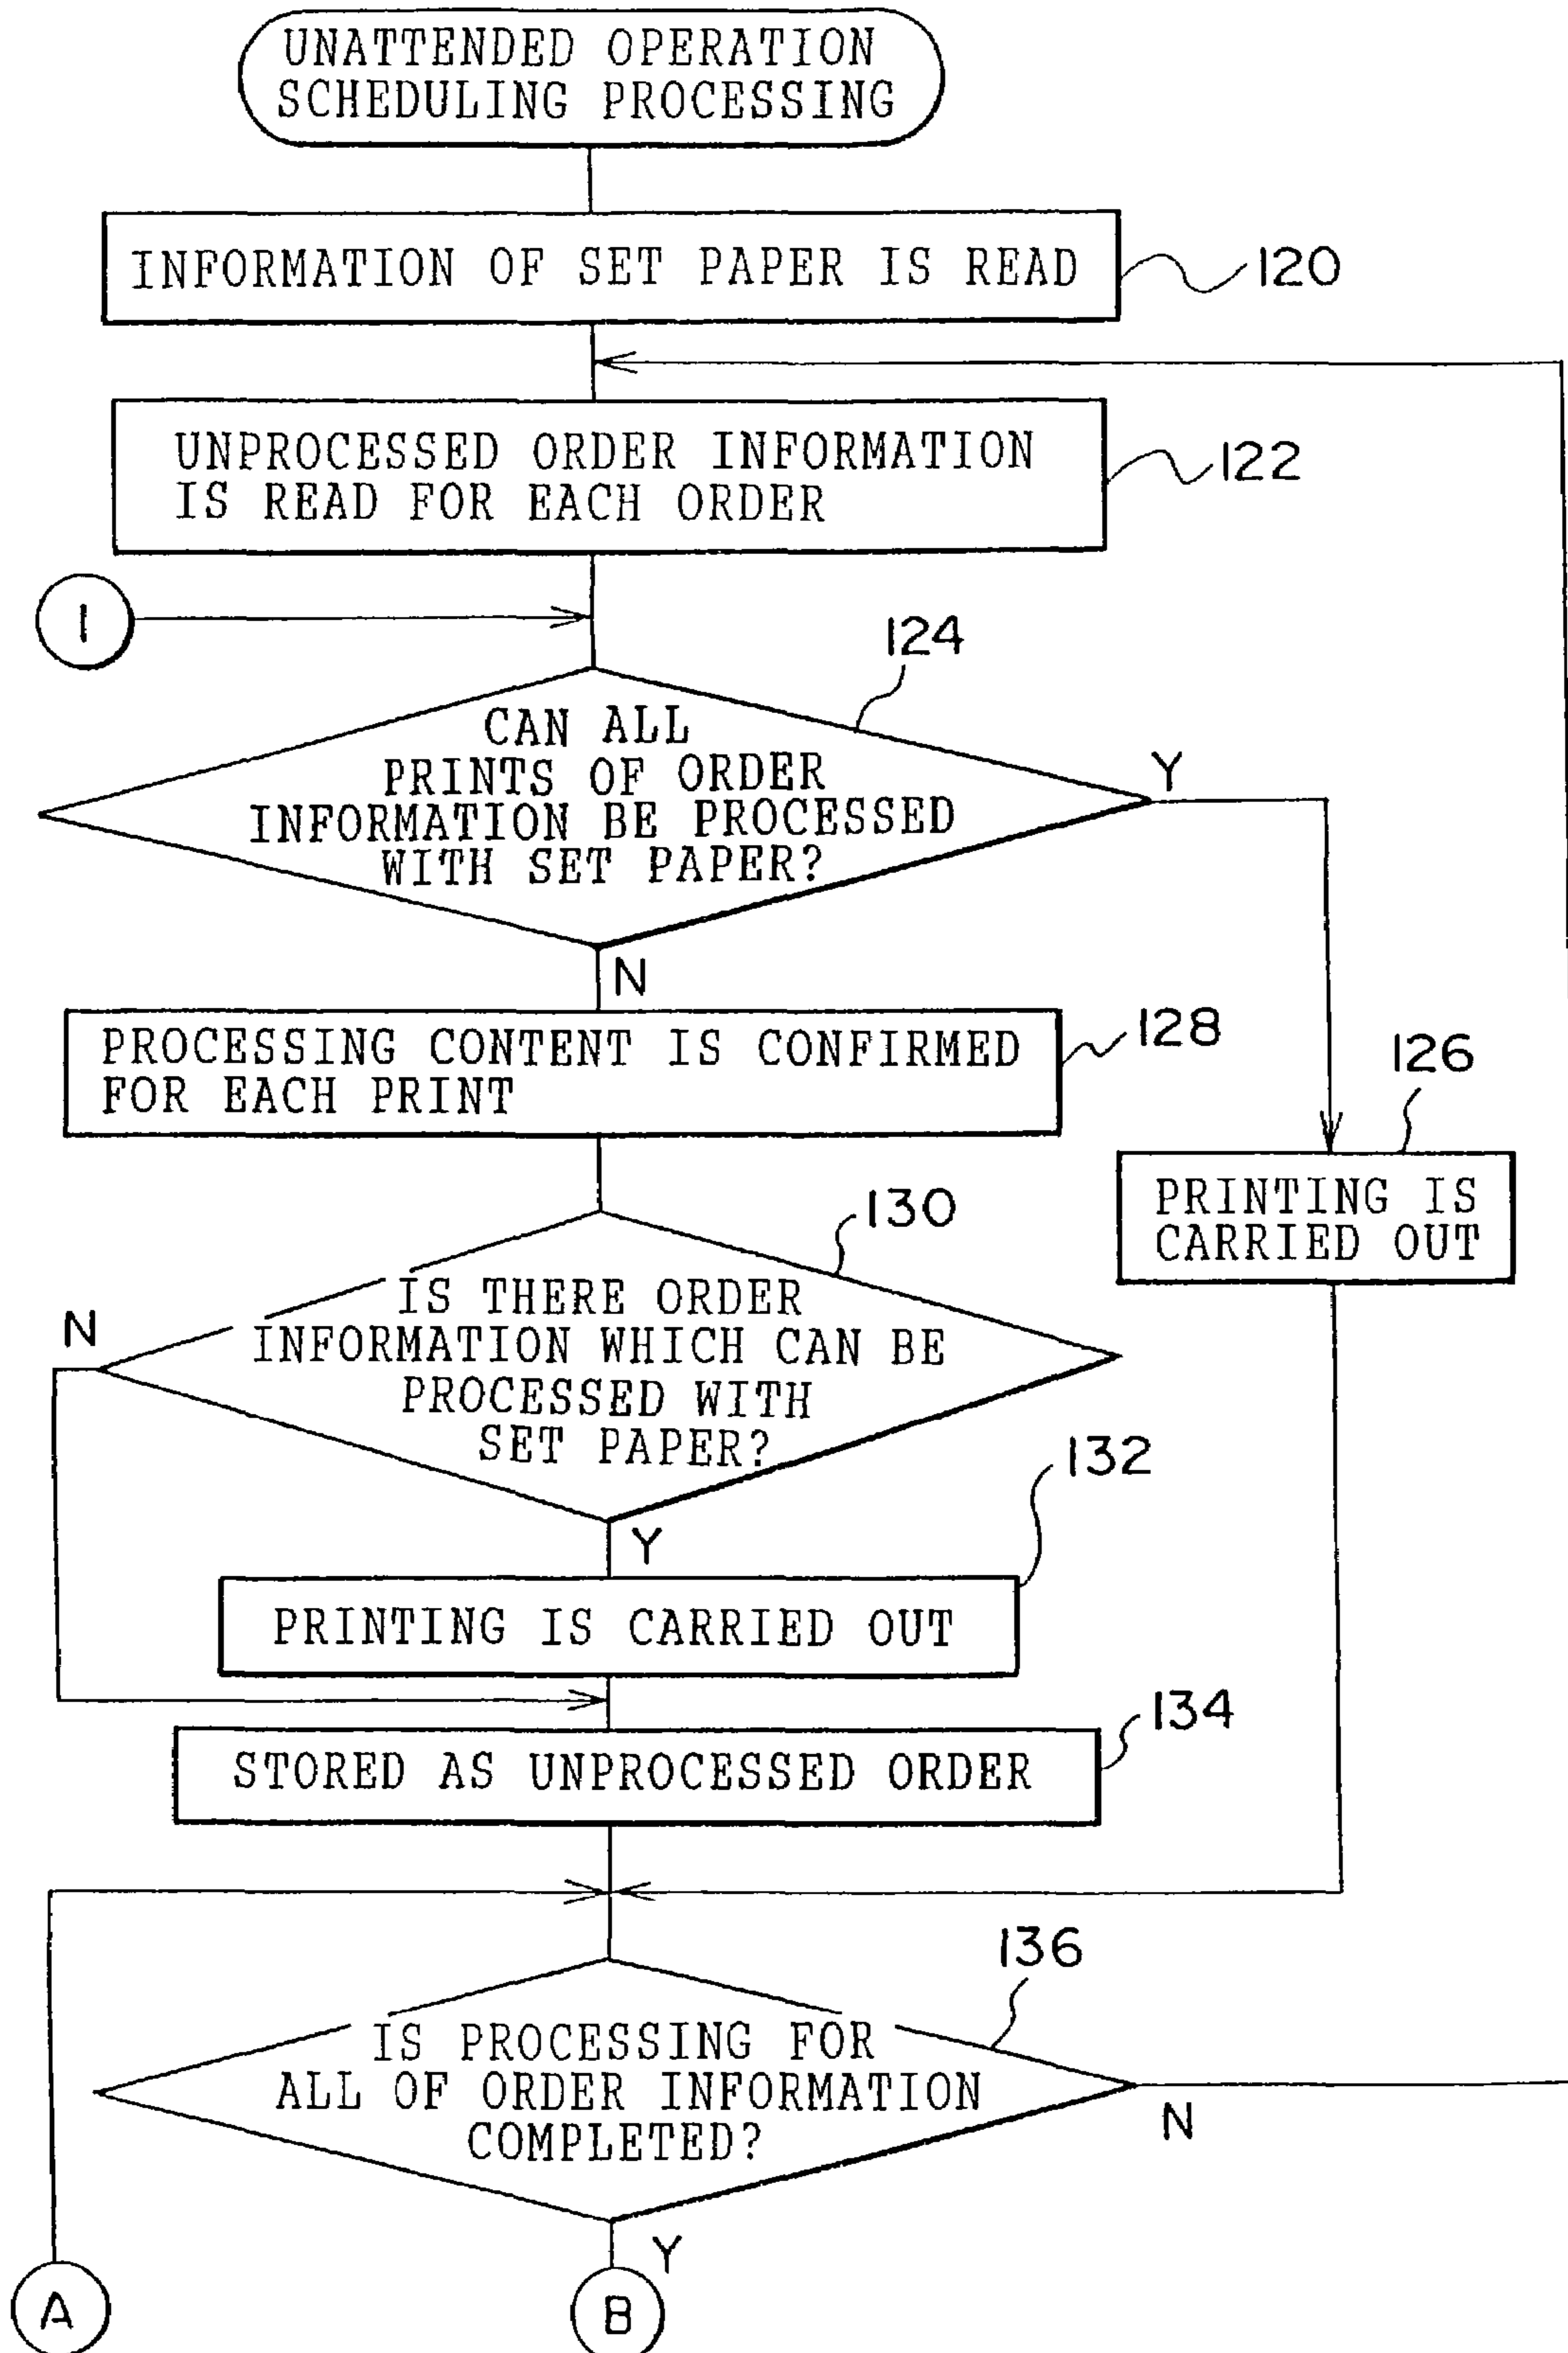 UNATTENDED OPERATION
SCHEDULING PROCESSING
INFORMATION OF SET PAPER IS READ
120
UNPROCESSED ORDER INFORMATION
IS READ FOR EACH ORDER
122
1
124
CAN ALL
PRINTS OF ORDER
INFORMATION BE PROCESSED
WITH SET PAPER?
Y
N
PROCESSING CONTENT IS CONFIRMED
FOR EACH PRINT
128
126
PRINTING IS
CARRIED OUT
130
IS THERE ORDER
INFORMATION WHICH CAN BE
PROCESSED WITH
SET PAPER?
N
Y
132
PRINTING IS CARRIED OUT
134
STORED AS UNPROCESSED ORDER
136
IS PROCESSING FOR
ALL OF ORDER INFORMATION
COMPLETED?
N
Y
A
B